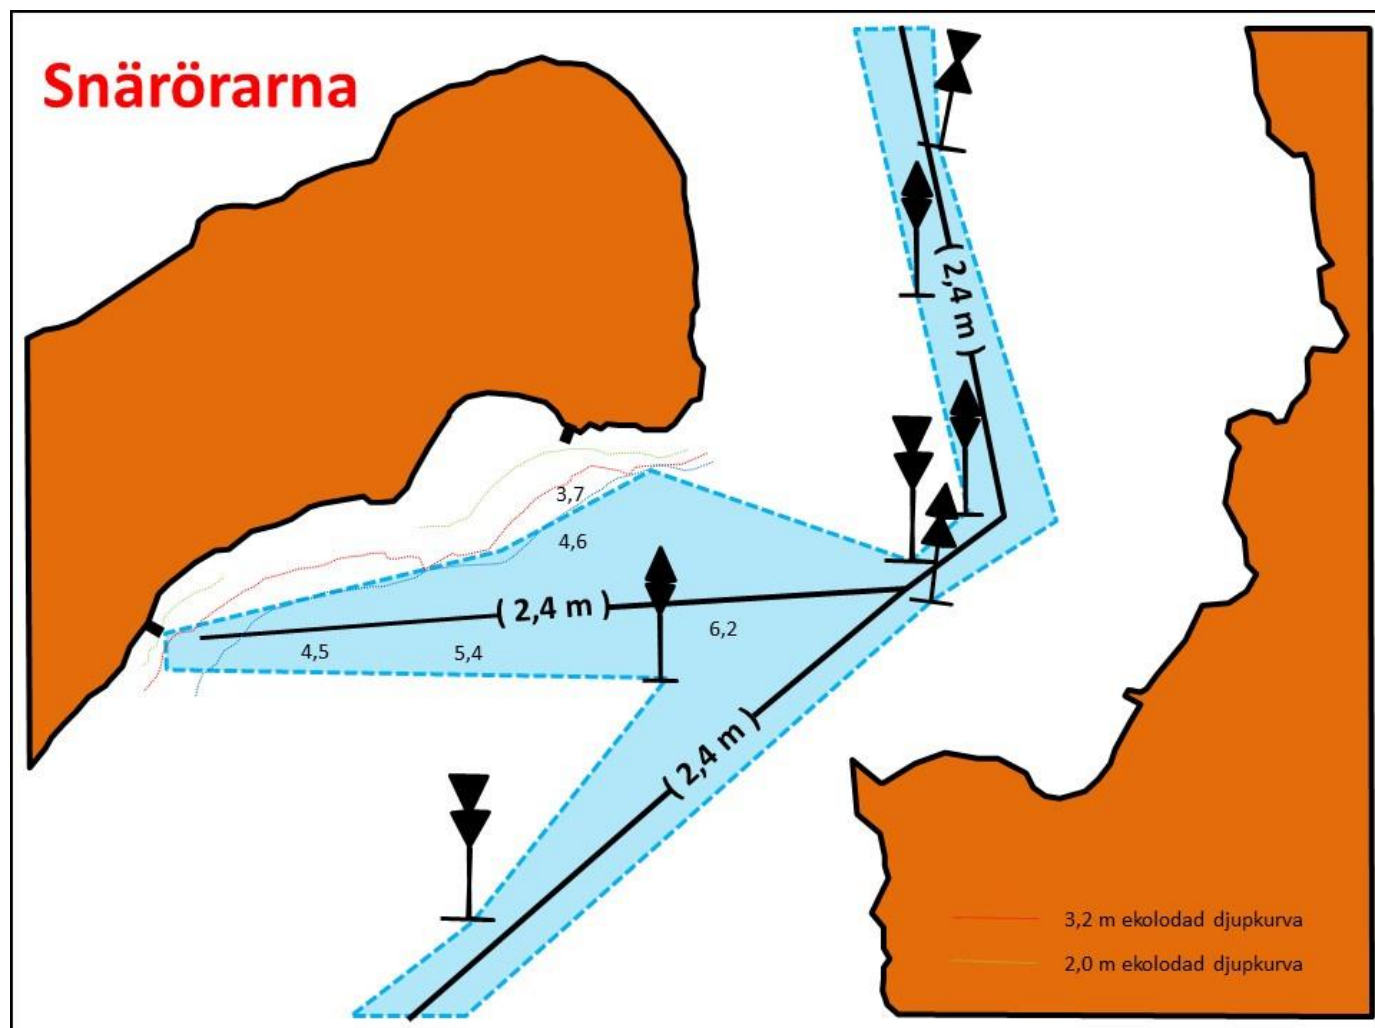 Snärörarna
( 2,4 m )
3,7
4,6
( 2,4 m )
6,2
4,5
5,4
( 2,4 m )
3,2 m ekolodad djupkurva
2,0 m ekolodad djupkurva